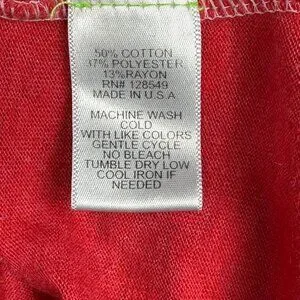 50% COTTON
37% POLYESTER
13%RAYON
RN# 128549
MADE IN U.S.A
MACHINE WASH
COLD
WITH LIKE COLORS
GENTLE CYCLE
NO BLEACH
TUMBLE DRY LOW
COOL IRON IF
NEEDED